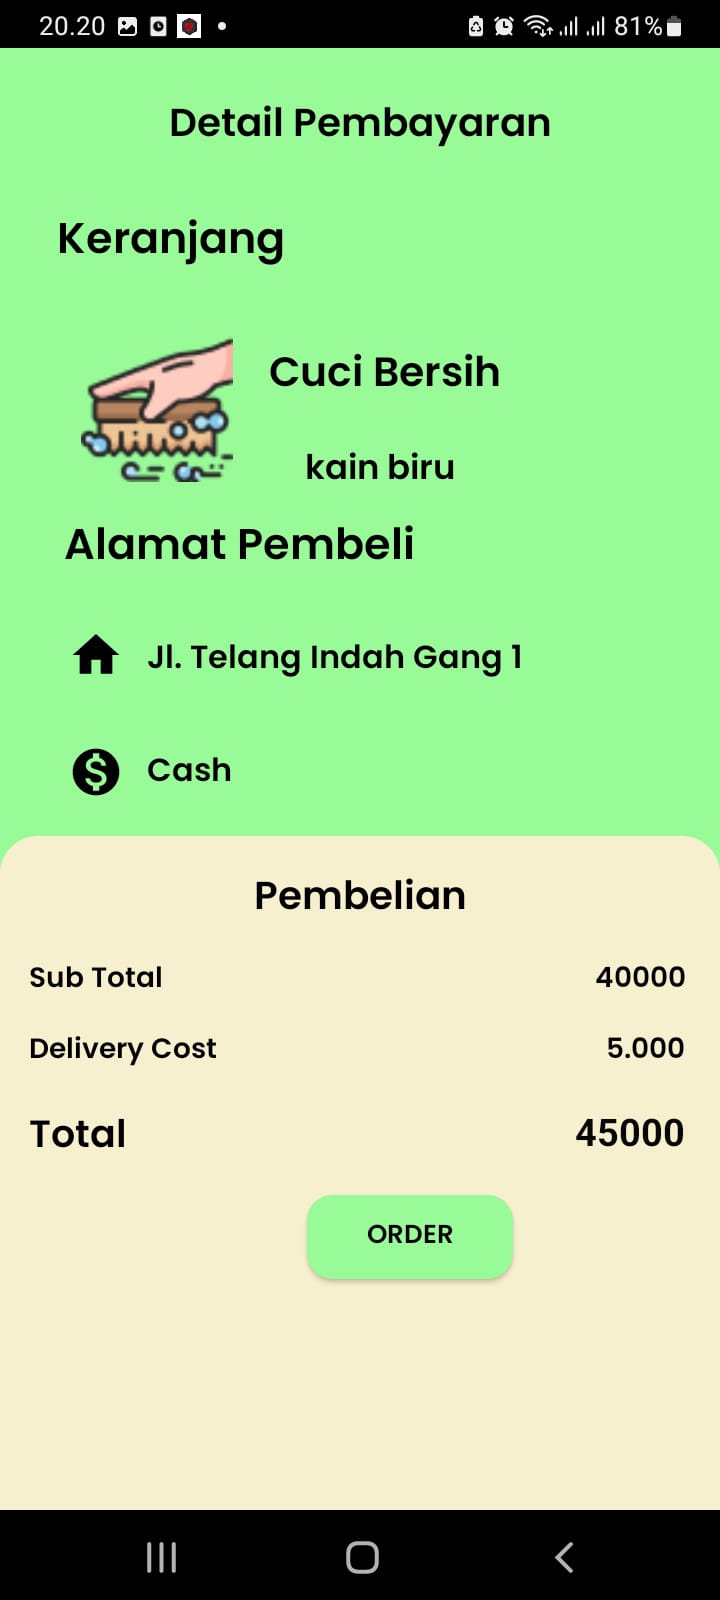 20.20 81%
Detail Pembayaran
Keranjang
Cuci Bersih
kain biru
Alamat Pembeli
Jl. Telang Indah Gang 1
$ Cash
Pembelian
Sub Total 40000
Delivery Cost 5.000
Total 45000
ORDER